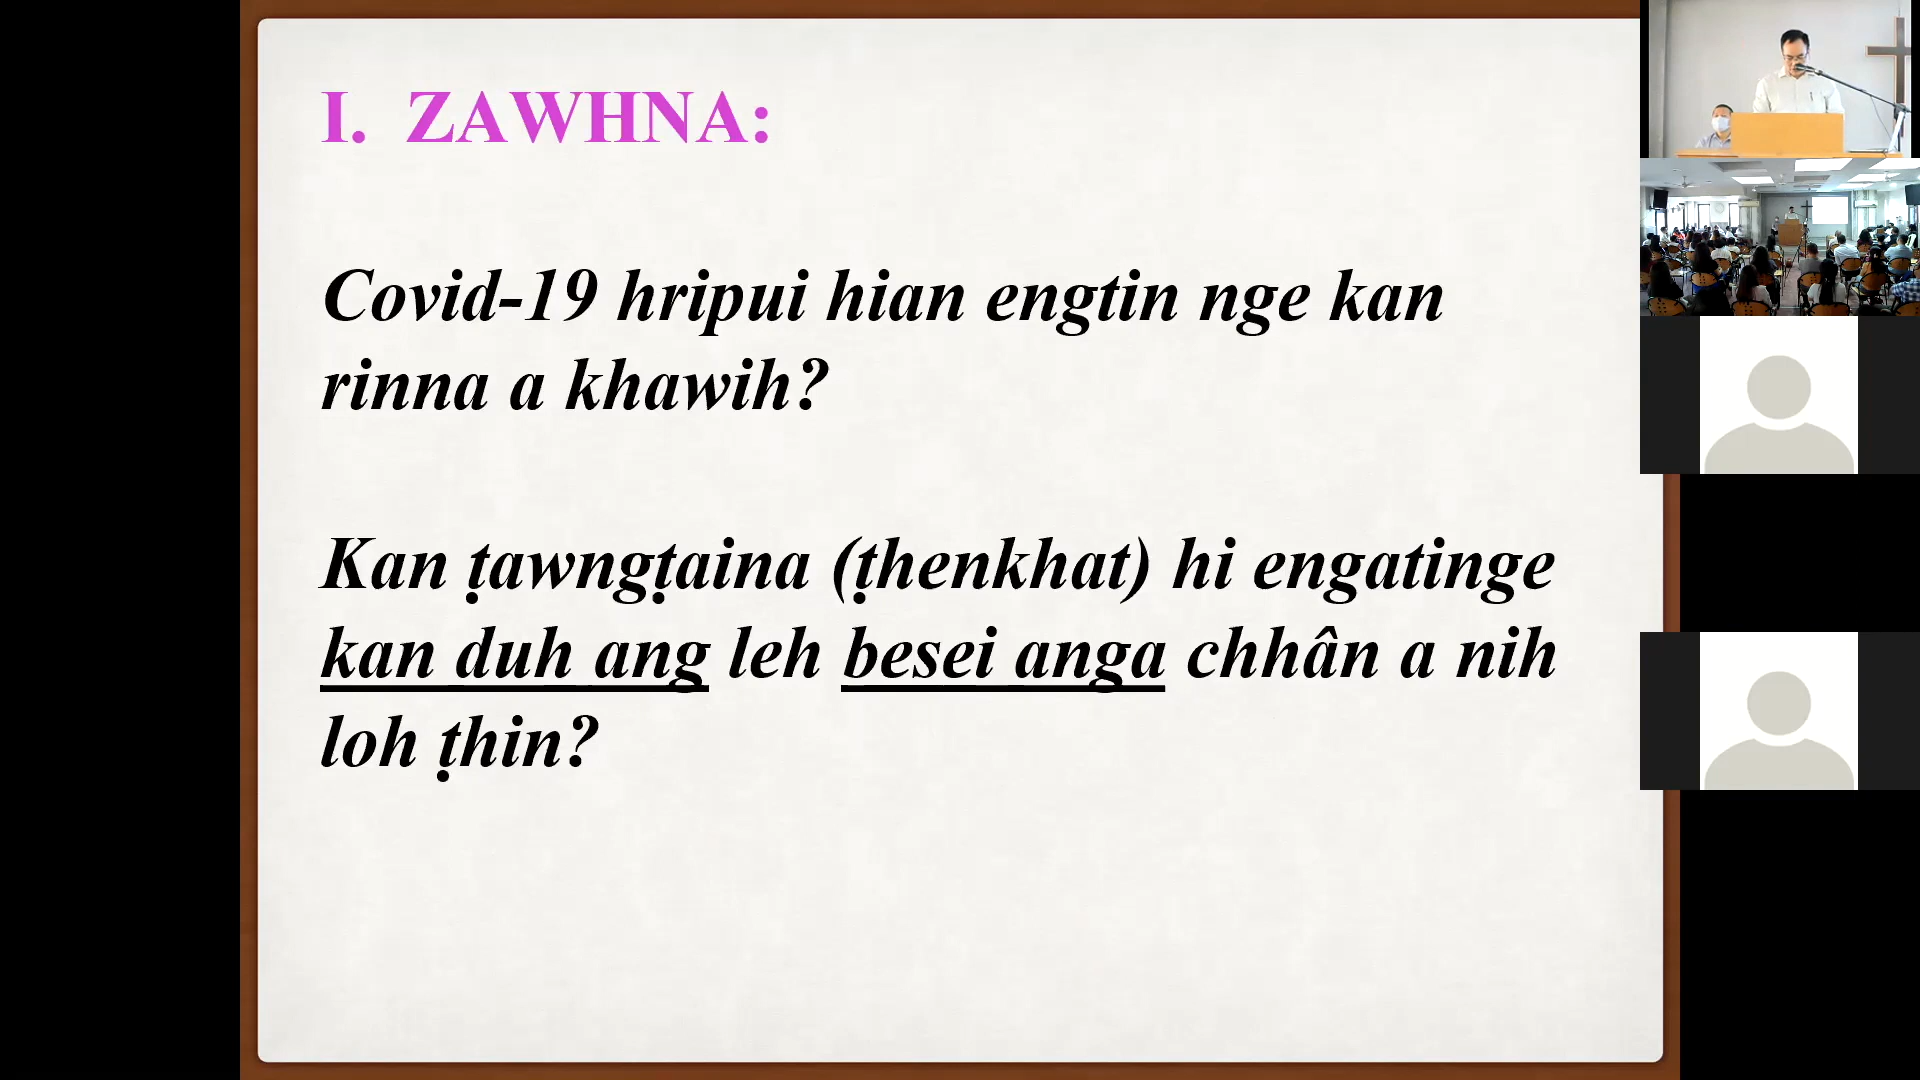 I. ZAWHNA:
Covid-19 hripui hian engtin nge kan
rinna a khawih?
Kan ṭawngṭaina (ṭhenkhat) hi engatinge
kan duh ang leh besei anga chhân a nih
loh ṭhin?